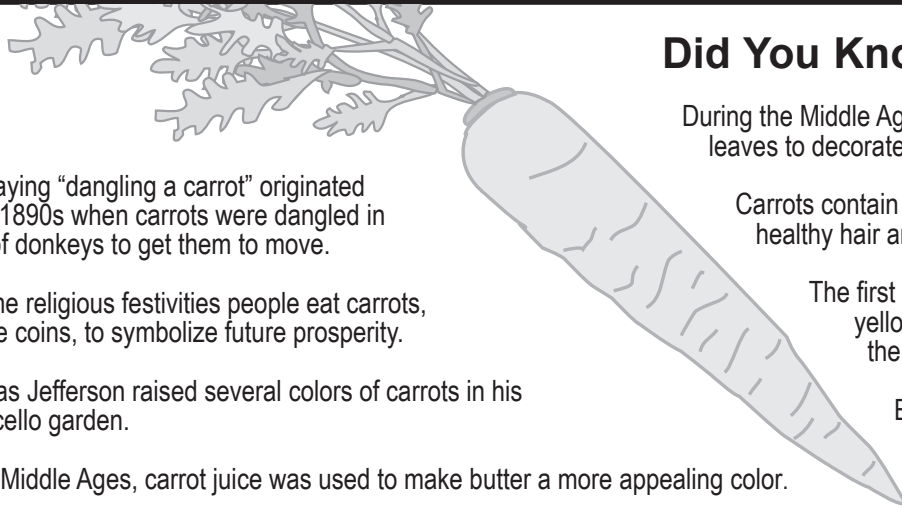 Did You Kno
During the Middle Ag
leaves to decorate
Carrots contain
healthy hair a
The first
yello
the
E
aying “dangling a carrot” originated
1890s when carrots were dangled in
of donkeys to get them to move.
ne religious festivities people eat carrots,
e coins, to symbolize future prosperity.
as Jefferson raised several colors of carrots in his
cello garden.
Middle Ages, carrot juice was used to make butter a more appealing color.